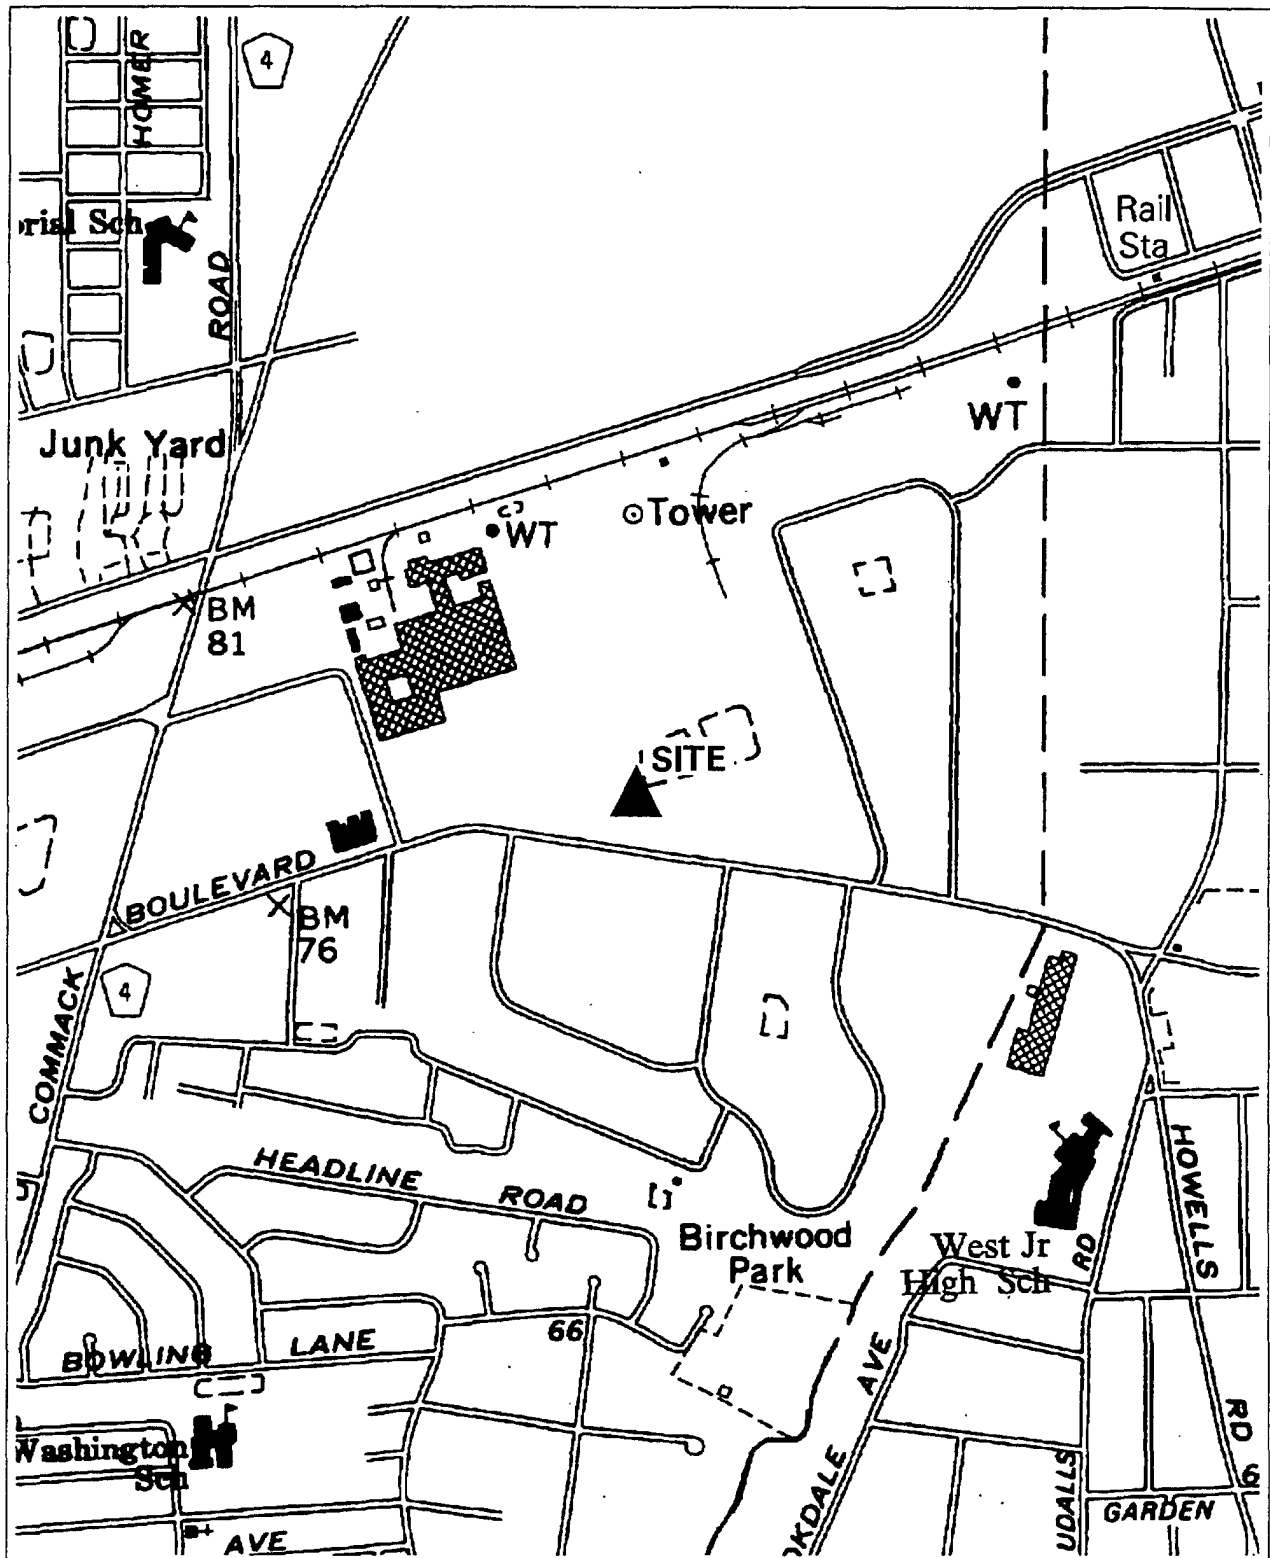 HOMER
4
Rail
Sta
rial Sch
ROAD
WT
Junk Yard
Tower
WT
BM
81
SITE
BOULEVARD
BM
76
4
COMMACK
HEADLINE
ROAD
HOWELLS
Birchwood
Park
West Jr
High Sch
RD
66
BOWLING
LANE
AVE
RD
Washington
Sch
OKDALE
UDALLS
6
GARDEN
AVE